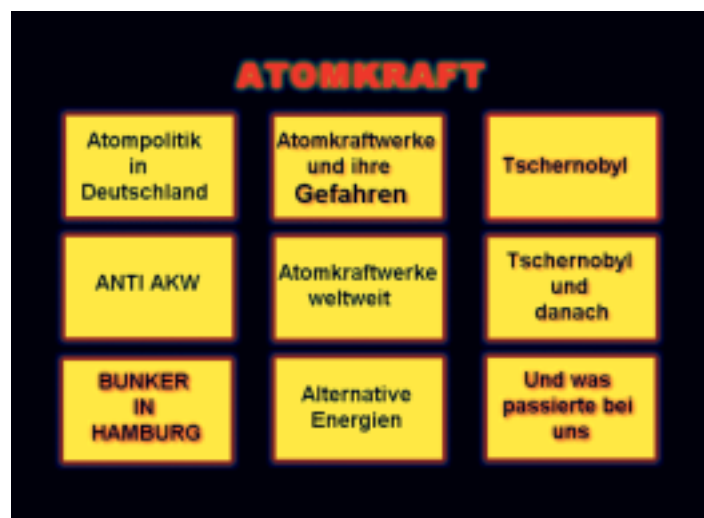 ATOMKRAFT
Atompolitik
in
Deutschland
Atomkraftwerke
und ihre
Gefahren
Tschernobyl
ANTI AKW
Atomkraftwerke
weltweit
Tschernobyl
und
danach
BUNKER
IN
HAMBURG
Alternative
Energien
Und was
passierte bei
uns